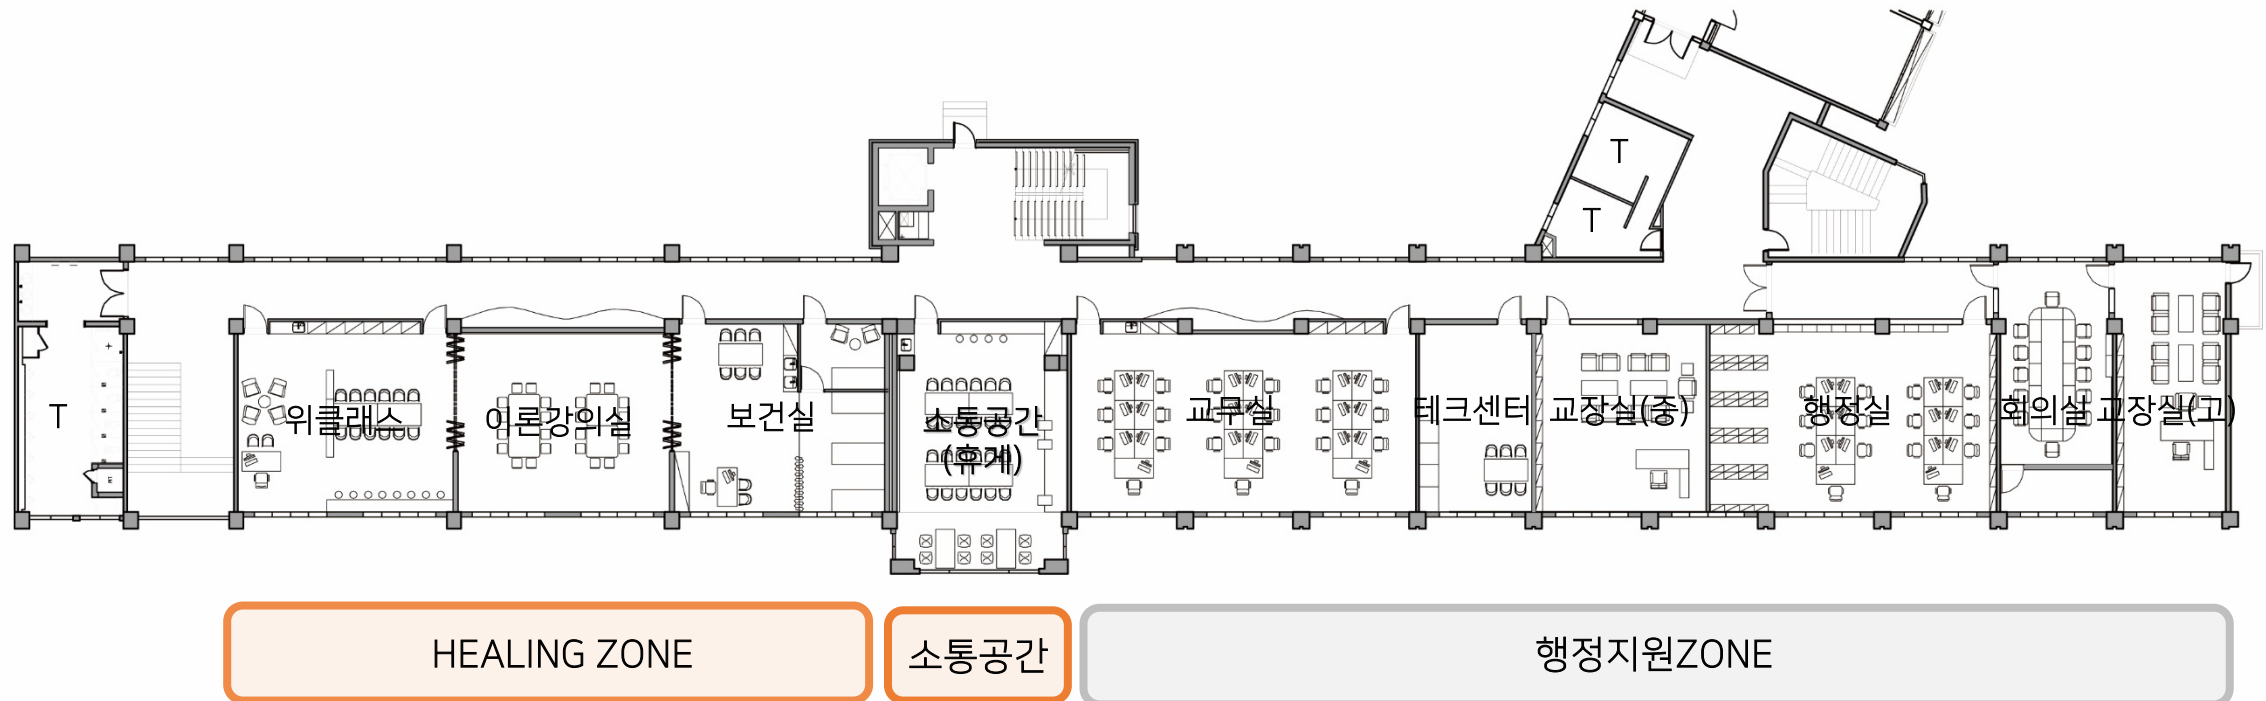 T
T
T
위클래스
이론강의실
보건실
소통공간
(휴게)
교무실
테크센터
교장실(중)
행정실
회의실
교장실(고)
HEALING ZONE
소통공간
행정지원ZONE